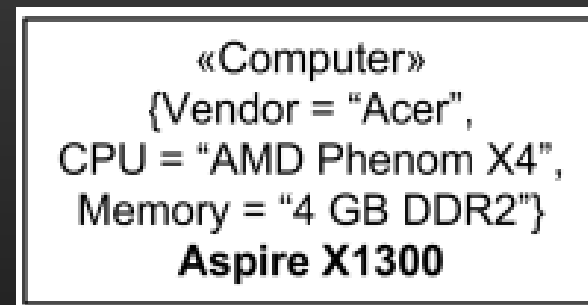 «Computer»
{Vendor = “Acer”,
CPU = “AMD Phenom X4”,
Memory = “4 GB DDR2”}
Aspire X1300